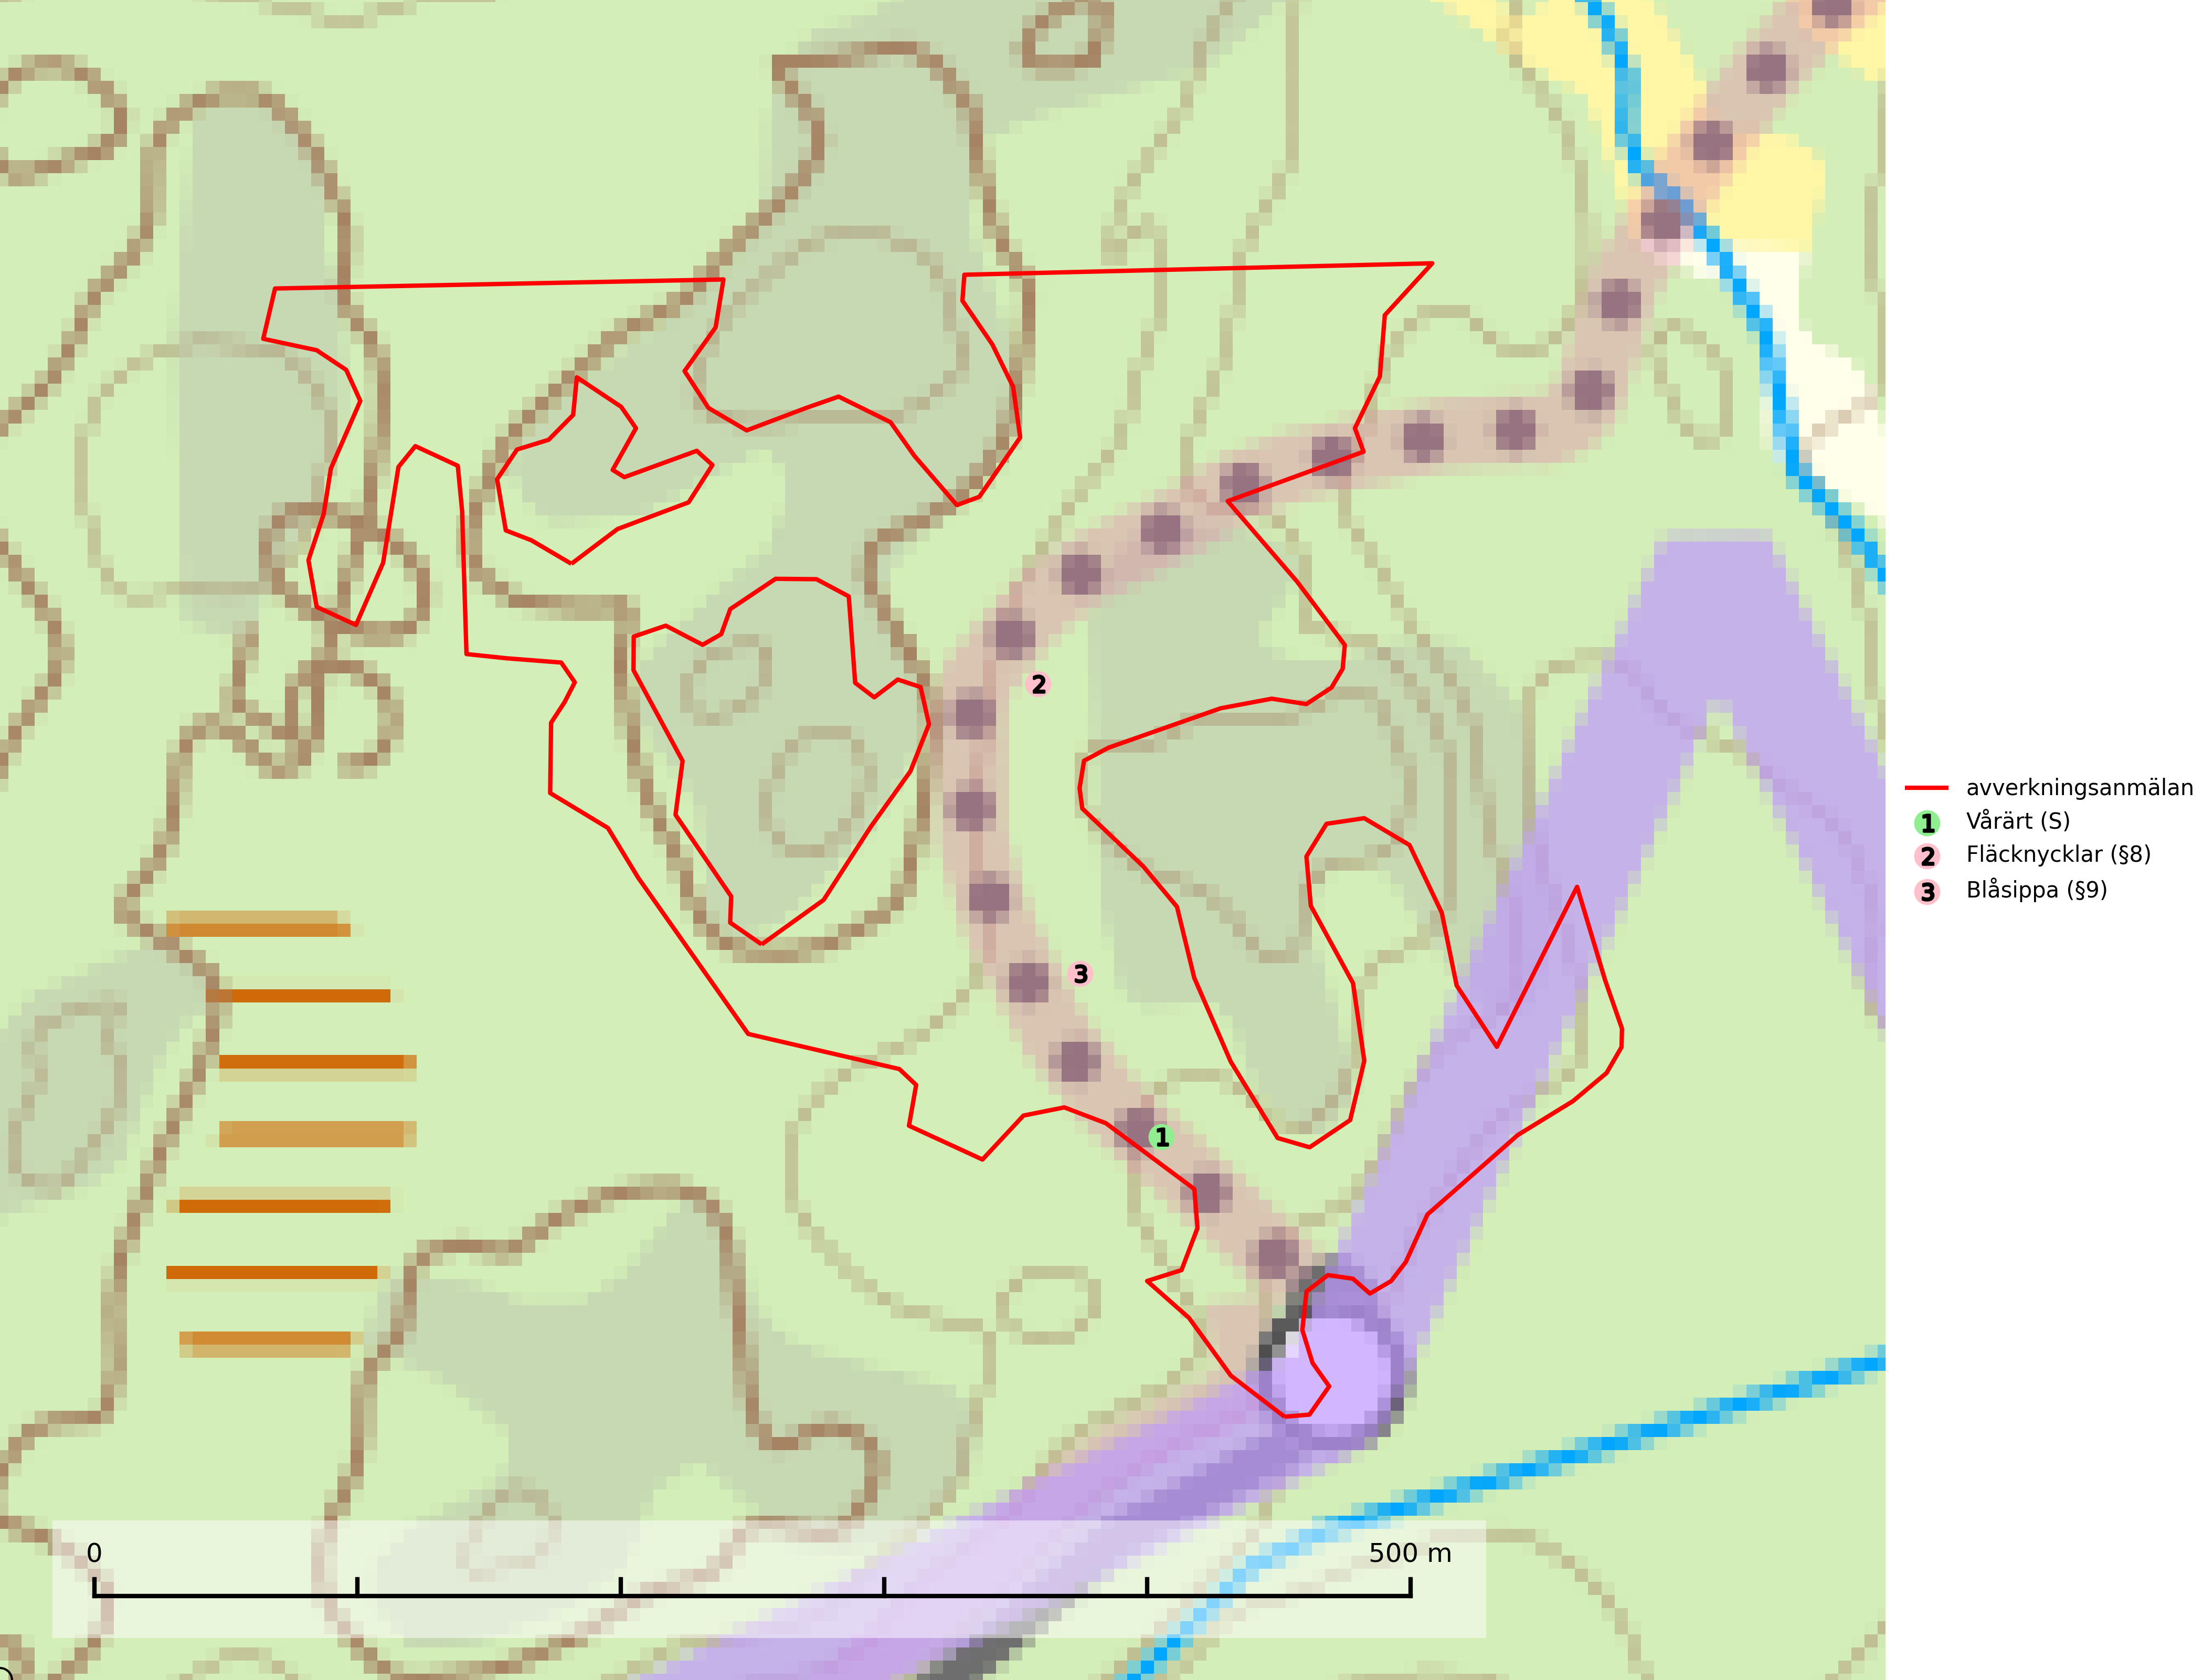 2
3
1
avverkningsanmälan
1 Vårärt (S)
2 Fläcknycklar (§8)
3 Blåsippa (§9)
0 500 m